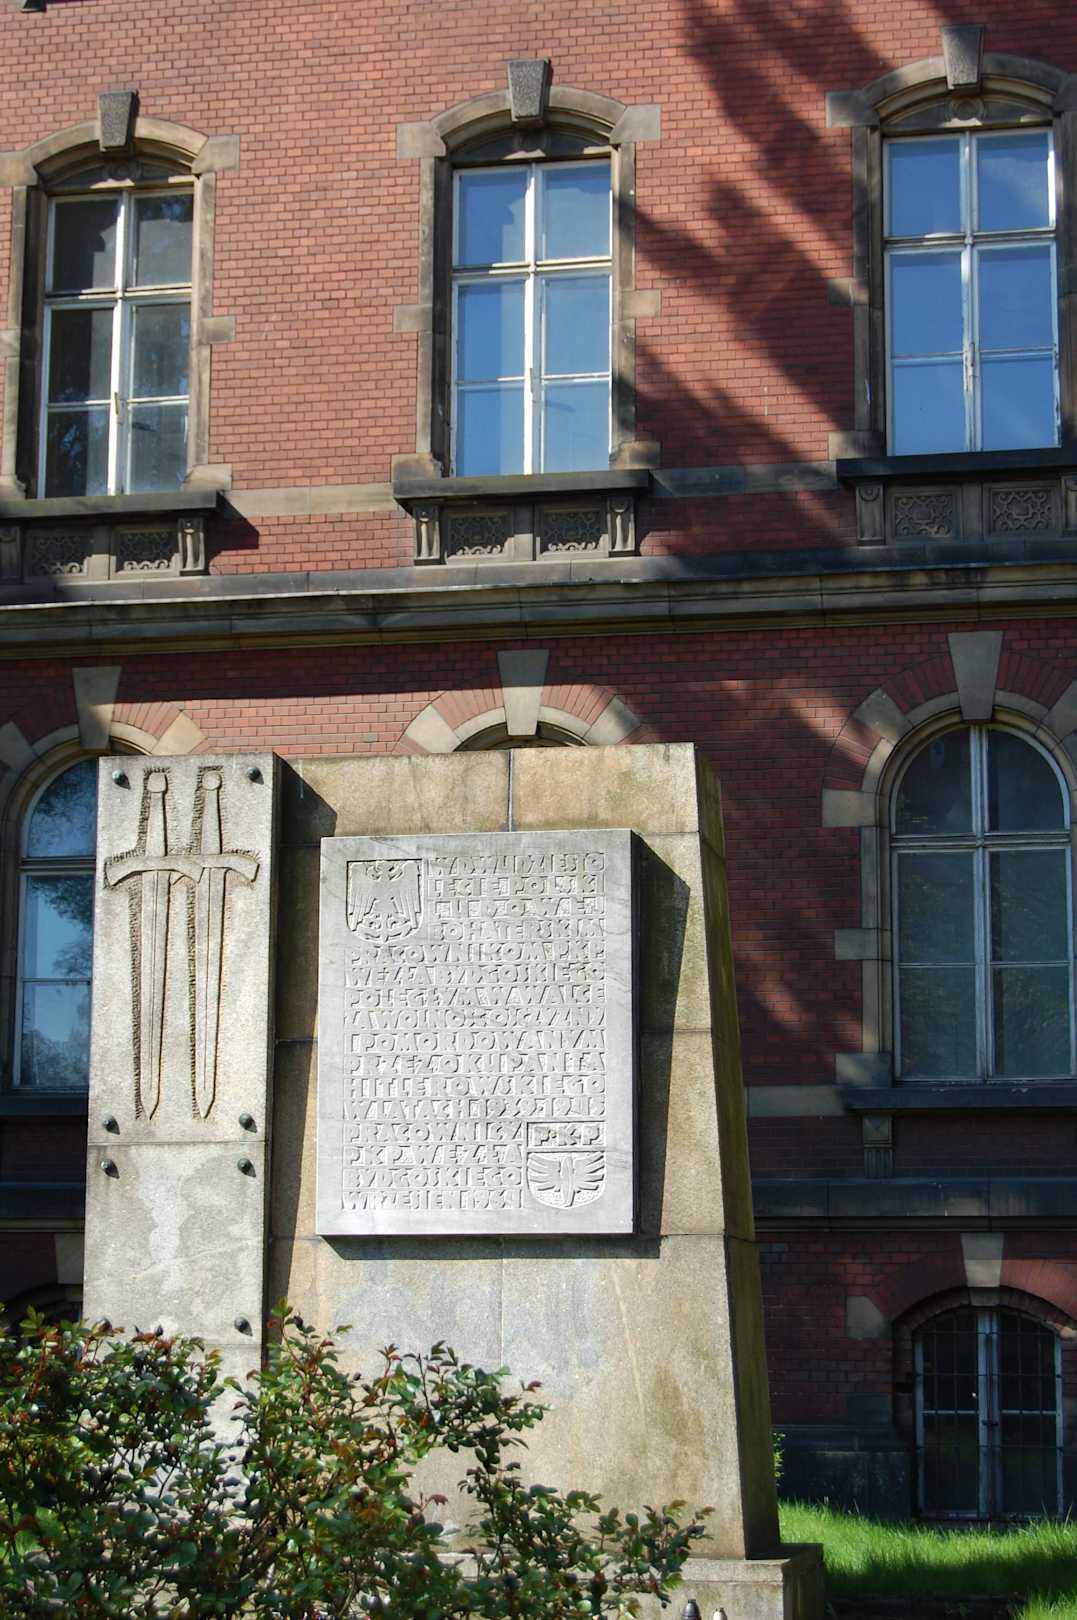 W DWUDZIESTO
LECIE POLSKI
LUDOWEJ
BOHATERSKIM
PRACOWNIKOM PKP
WĘZŁA BYDGOSKIEGO
POLEGŁYM W WALCE
O WOLNOŚĆ OJCZYZNY
I POMORDOWANYM
PRZEZ OKUPANTA
HITLEROWSKIEGO
W LATACH 1939–1945
PRACOWNICY
PKP WĘZŁA
BYDGOSKIEGO
WRZESIEŃ 1964
PKP